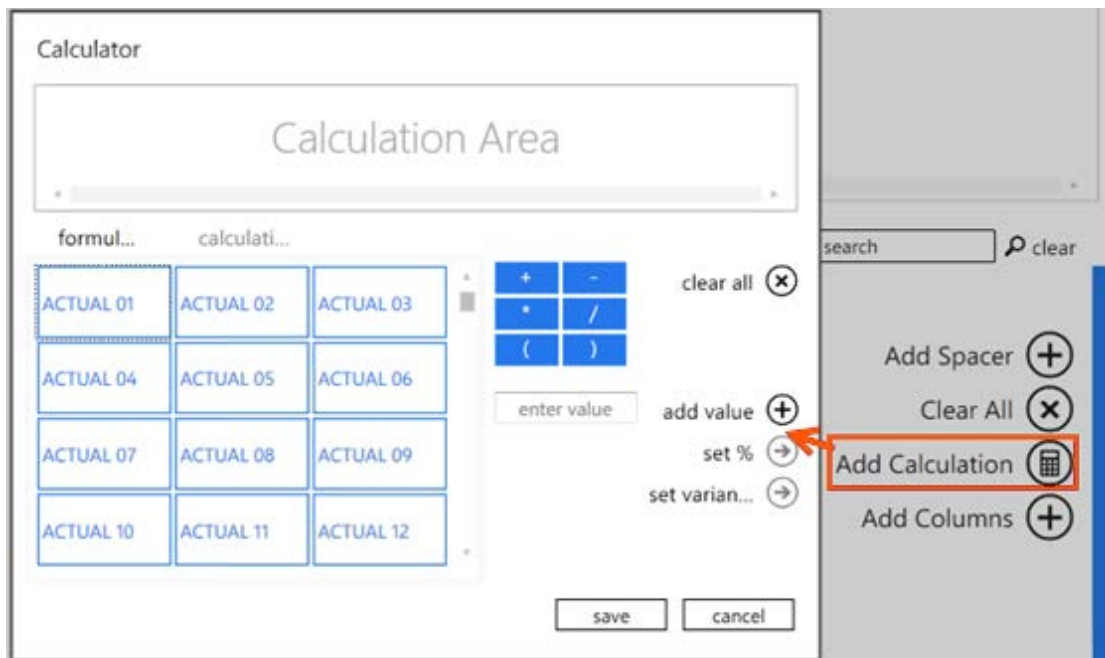 Calculator
Calculation Area
formul... calculati...
ACTUAL 01 ACTUAL 02 ACTUAL 03
ACTUAL 04 ACTUAL 05 ACTUAL 06
ACTUAL 07 ACTUAL 08 ACTUAL 09
ACTUAL 10 ACTUAL 11 ACTUAL 12
+ -
* /
( )
clear all
enter value add value
set %
set varian...
save cancel
search clear
Add Spacer
Clear All
Add Calculation
Add Columns